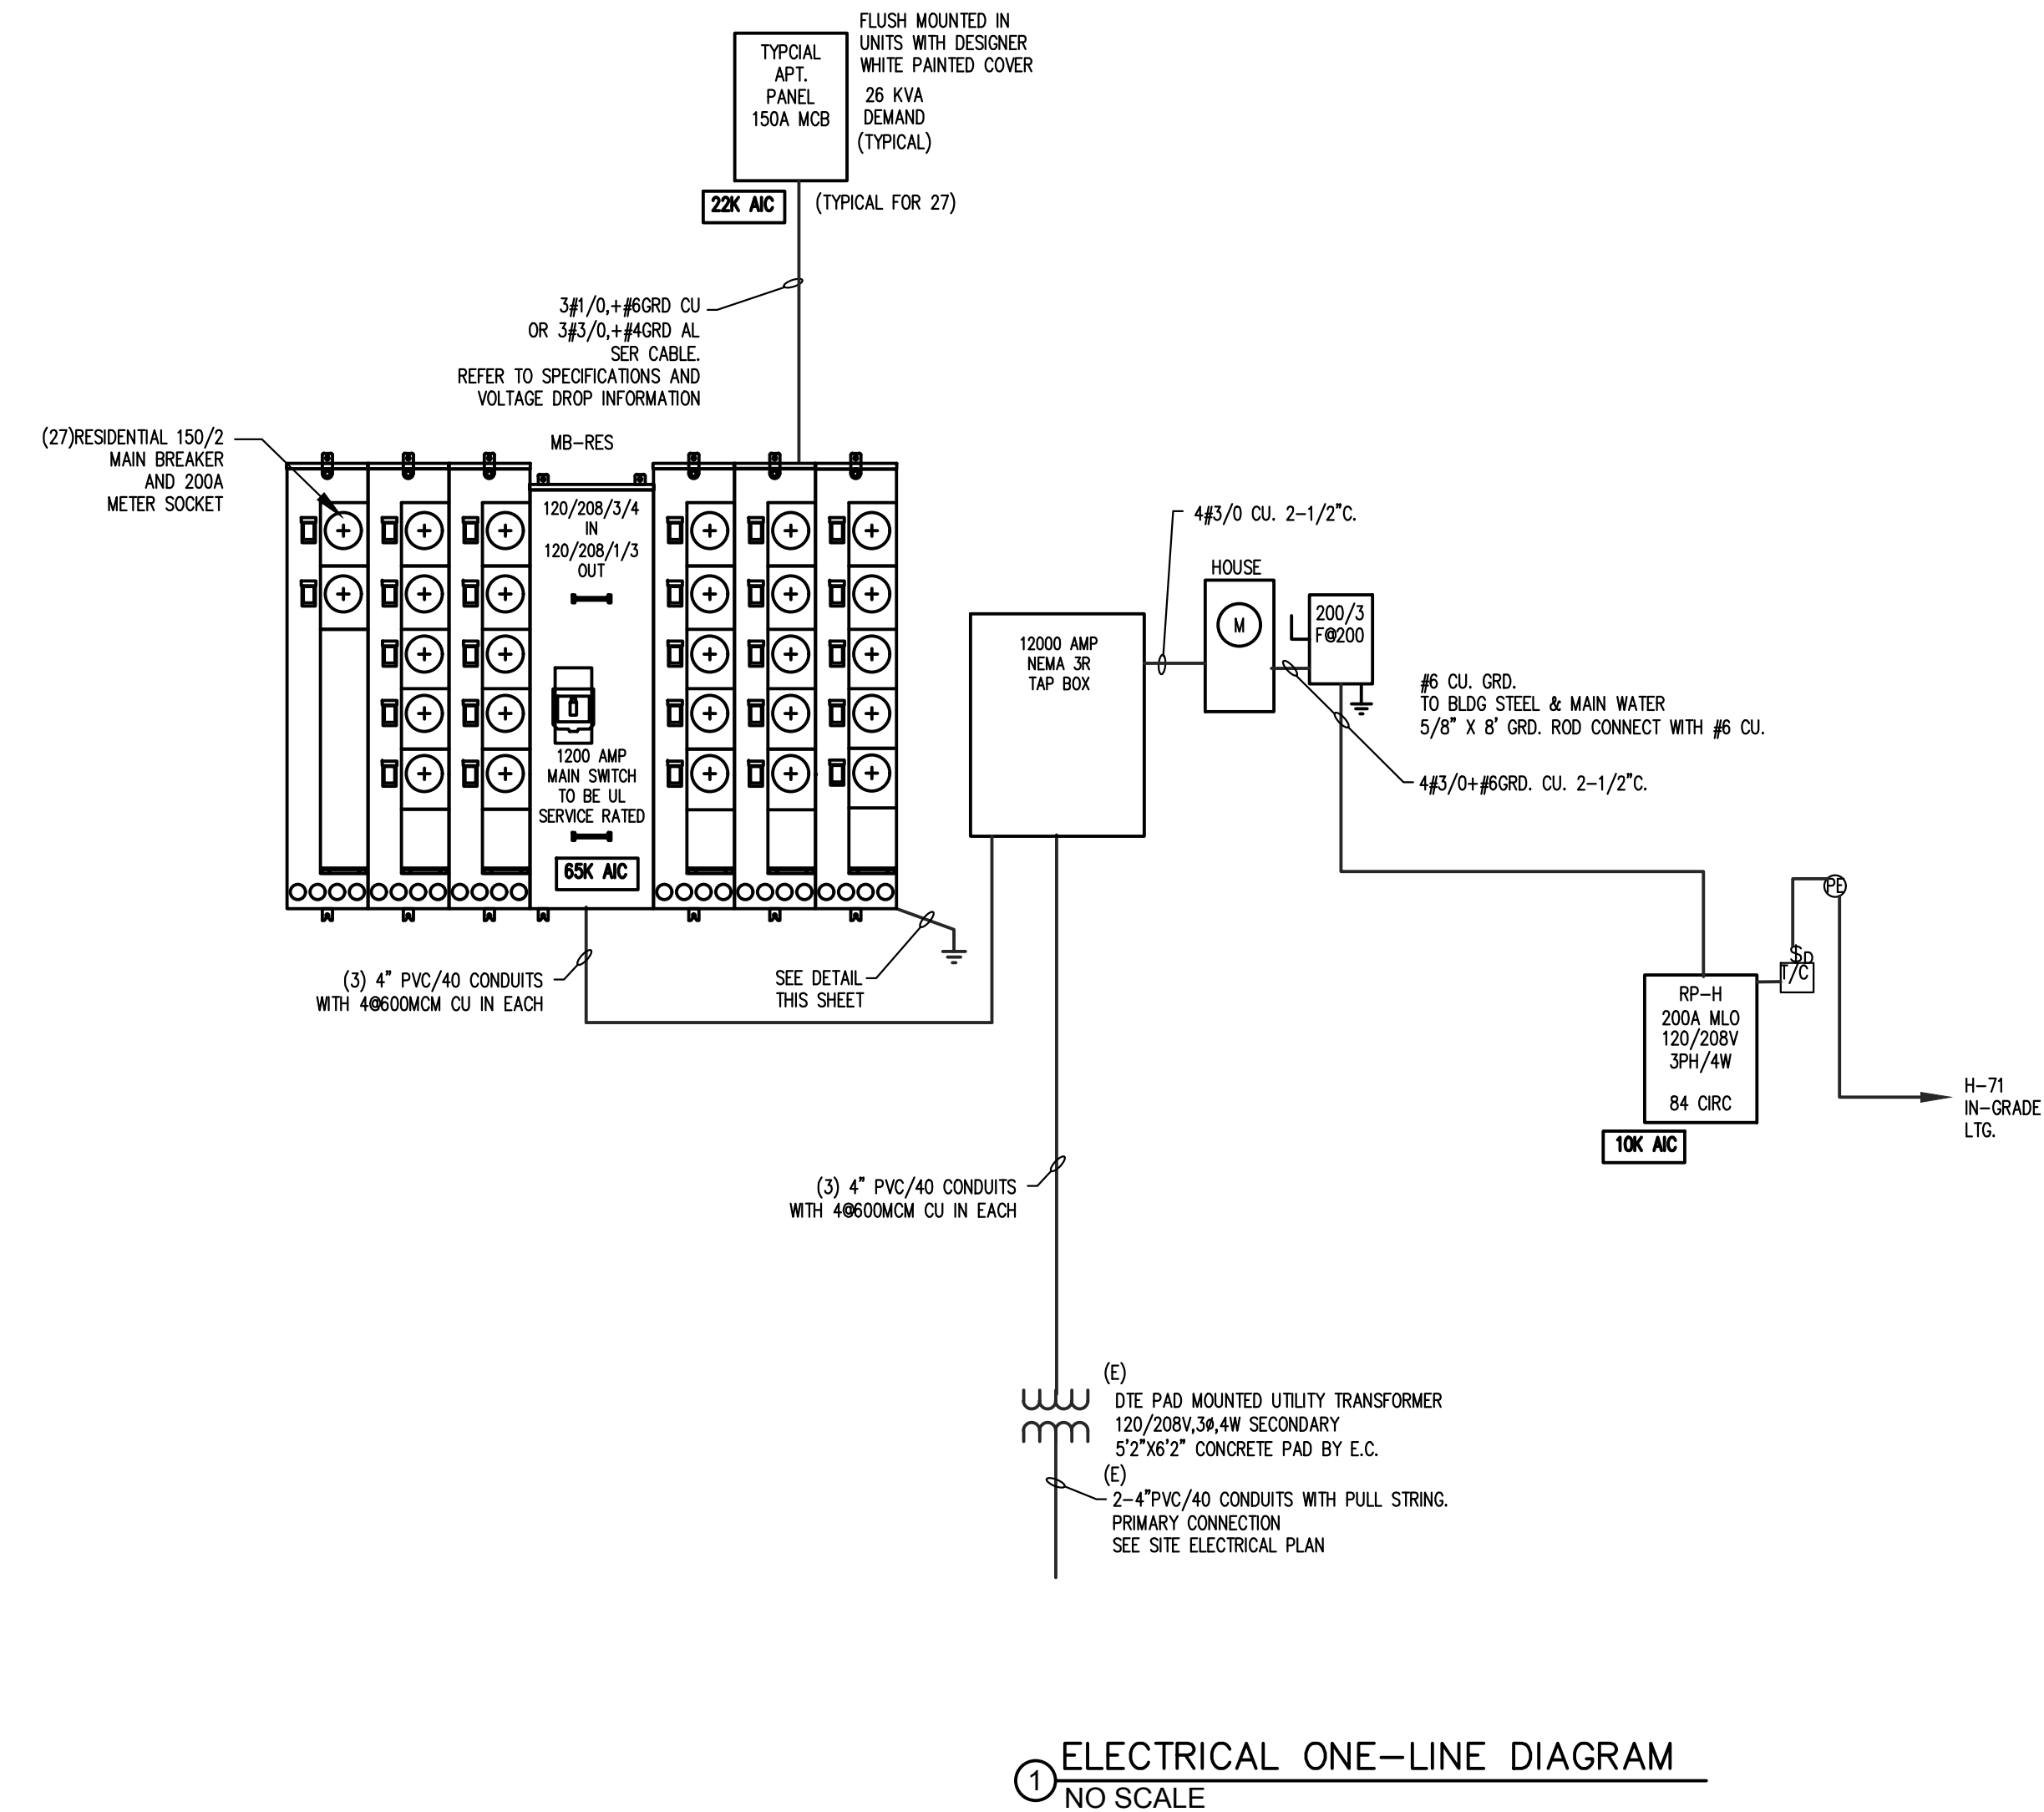 FLUSH MOUNTED IN
UNITS WITH DESIGNER
WHITE PAINTED COVER
TYPCIAL
APT.
PANEL
150A MCB
26 KVA
DEMAND
(TYPICAL)
22K AIC
(TYPICAL FOR 27)
3#1/0,+#6GRD CU
OR 3#3/0,+#4GRD AL
SER CABLE.
REFER TO SPECIFICATIONS AND
VOLTAGE DROP INFORMATION
(27)RESIDENTIAL 150/2
MAIN BREAKER
AND 200A
METER SOCKET
MB-RES
120/208/3/4
IN
120/208/1/3
OUT
1200 AMP
MAIN SWITCH
TO BE UL
SERVICE RATED
65K AIC
(3) 4" PVC/40 CONDUITS
WITH 4@600MCM CU IN EACH
SEE DETAIL
THIS SHEET
12000 AMP
NEMA 3R
TAP BOX
4#3/0 CU. 2-1/2"C.
HOUSE
M
200/3
F@200
#6 CU. GRD.
TO BLDG STEEL & MAIN WATER
5/8" X 8' GRD. ROD CONNECT WITH #6 CU.
4#3/0+#6GRD. CU. 2-1/2"C.
PE
$D
T/C
RP-H
200A MLO
120/208V
3PH/4W
84 CIRC
10K AIC
H-71
IN-GRADE
LTG.
(3) 4" PVC/40 CONDUITS
WITH 4@600MCM CU IN EACH
(E)
DTE PAD MOUNTED UTILITY TRANSFORMER
120/208V,3ø,4W SECONDARY
5'2"X6'2" CONCRETE PAD BY E.C.
(E)
2-4"PVC/40 CONDUITS WITH PULL STRING.
PRIMARY CONNECTION
SEE SITE ELECTRICAL PLAN
1 ELECTRICAL ONE-LINE DIAGRAM
NO SCALE